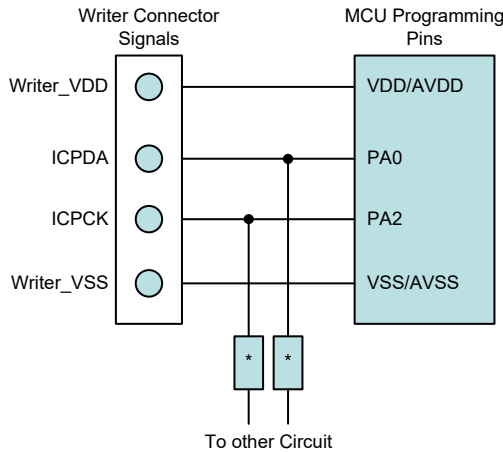 Writer Connector
Signals
MCU Programming
Pins
Writer_VDD
VDD/AVDD
ICPDA
PA0
ICPCK
PA2
Writer_VSS
VSS/AVSS
*
*
To other Circuit